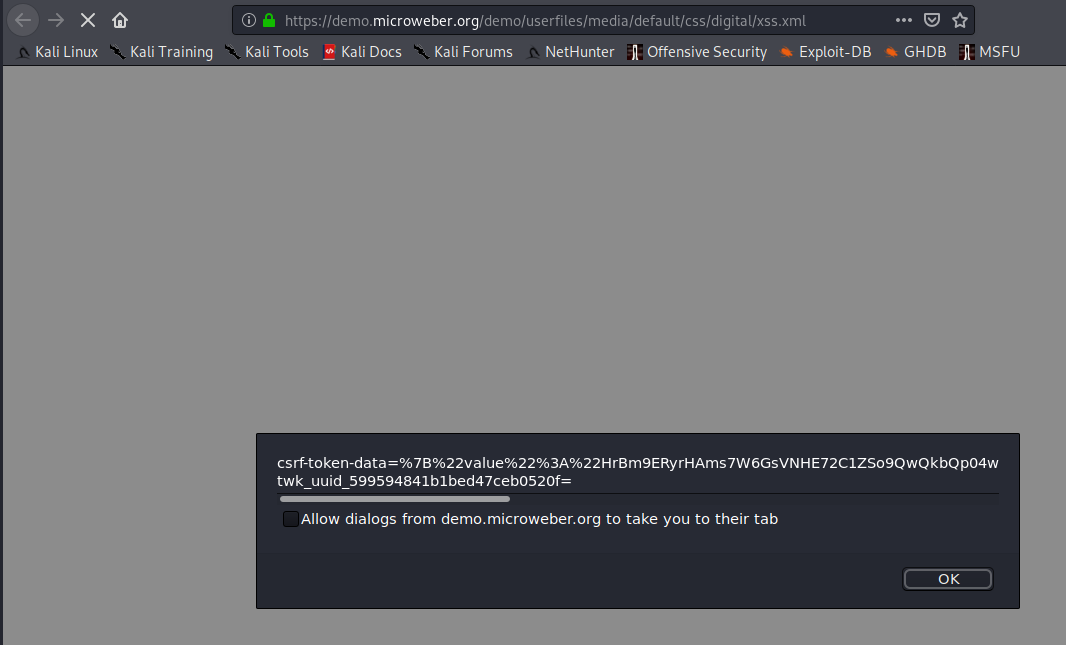 https://demo.microweber.org/demo/userfiles/media/default/css/digital/xss.xml
Kali Linux Kali Training Kali Tools Kali Docs Kali Forums NetHunter Offensive Security Exploit-DB GHDB MSFU
csrf-token-data=%7B%22value%22%3A%22HrBm9ERyrHAms7W6GsVNHE72C1ZSo9QwQkbQp04w
twk_uuid_599594841b1bed47ceb0520f=
Allow dialogs from demo.microweber.org to take you to their tab
OK